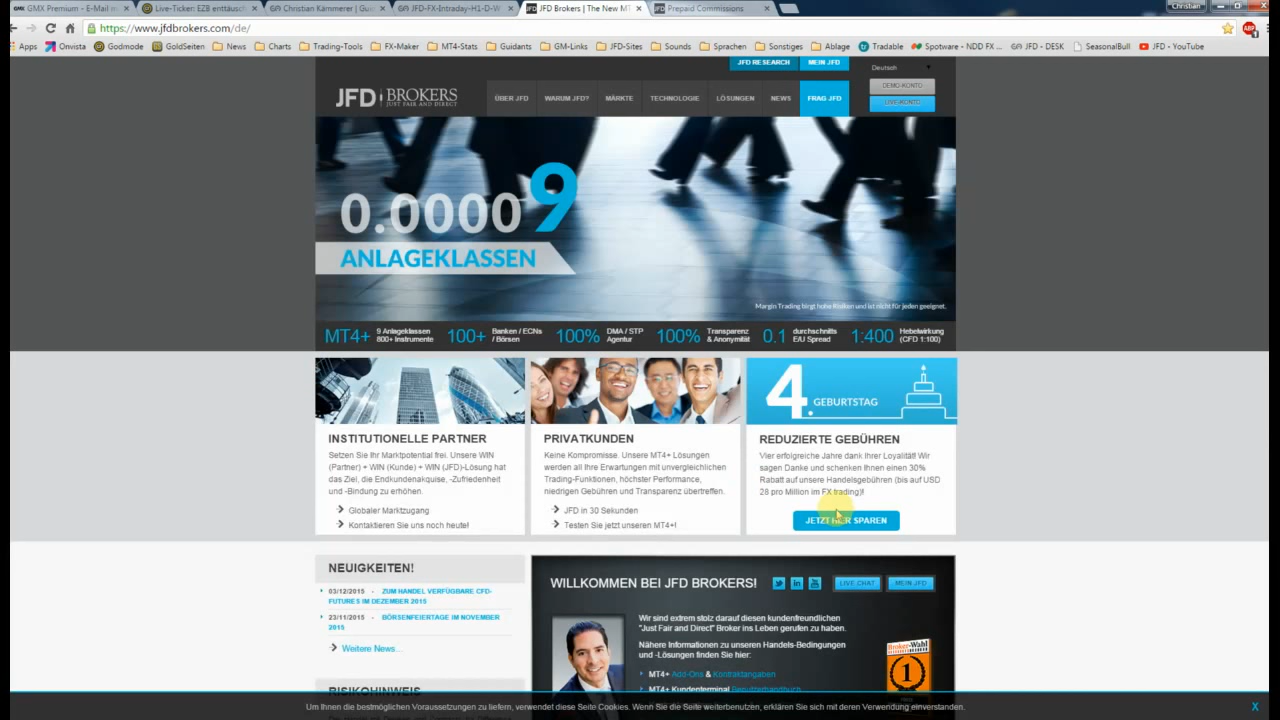 GMX Premium - E-Mail m
Live-Ticker: EZB enttäusch
Christian Kämmerer | Gui
JFD-FX-Intraday-H1-D-W
JFD Brokers | The New MT
Prepaid Commissions
Christian
https://www.jfdbrokers.com/de/
Apps
Onvista
Godmode
GoldSeiten
News
Charts
Trading-Tools
FX-Maker
MT4-Stats
Guidants
GM-Links
JFD-Sites
Sounds
Sprachen
Sonstiges
Ablage
Tradable
Spotware - NDD FX ...
JFD - DESK
SeasonalBull
JFD - YouTube
JFD RESEARCH
MEIN JFD
Deutsch
JFD BROKERS
JUST FAIR AND DIRECT
ÜBER JFD
WARUM JFD?
MÄRKTE
TECHNOLOGIE
LÖSUNGEN
NEWS
FRAG JFD
DEMO-KONTO
LIVE-KONTO
0.00009
ANLAGEKLASSEN
Margin Trading birgt hohe Risiken und ist nicht für jeden geeignet.
MT4+ 9 Anlageklassen
800+ Instrumente
100+ Banken / ECNs
/ Börsen
100% DMA / STP
Agentur
100% Transparenz
& Anonymität
0.1 durchschnitts
E/U Spread
1:400 Hebelwirkung
(CFD 1:100)
4. GEBURTSTAG
INSTITUTIONELLE PARTNER
Setzen Sie Ihr Marktpotential frei. Unsere WIN
(Partner) + WIN (Kunde) + WIN (JFD)-Lösung hat
das Ziel, die Endkundenakquise, -Zufriedenheit
und -Bindung zu erhöhen.
Globaler Marktzugang
Kontaktieren Sie uns noch heute!
PRIVATKUNDEN
Keine Kompromisse. Unsere MT4+ Lösungen
werden all Ihre Erwartungen mit unvergleichlichen
Trading-Funktionen, höchster Performance,
niedrigen Gebühren und Transparenz übertreffen.
JFD in 30 Sekunden
Testen Sie jetzt unseren MT4+!
REDUZIERTE GEBÜHREN
Vier erfolgreiche Jahre dank Ihrer Loyalität! Wir
sagen Danke und schenken Ihnen einen 30%
Rabatt auf unsere Handelsgebühren (bis auf USD
28 pro Million im FX trading)!
JETZT HIER SPAREN
NEUIGKEITEN!
03/12/2015 - ZUM HANDEL VERFÜGBARE CFD-
FUTURES IM DEZEMBER 2015
23/11/2015 - BÖRSENFEIERTAGE IM NOVEMBER
2015
Weitere News...
RISIKOHINWEIS
WILLKOMMEN BEI JFD BROKERS!
LIVE CHAT
MEIN JFD
Wir sind extrem stolz darauf diesen kundenfreundlichen
"Just Fair and Direct" Broker ins Leben gerufen zu haben.
Nähere Informationen zu unseren Handels-Bedingungen
und -Lösungen finden Sie hier:
MT4+ Add-Ons & Kontraktangaben
MT4+ Kundenterminal Benutzerhandbuch
Broker-Wahl
1
Um Ihnen die bestmöglichen Voraussetzungen zu liefern, verwendet diese Seite Cookies. Wenn Sie die Seite weiterbenutzen, erklären Sie sich mit deren Verwendung einverstanden.
X